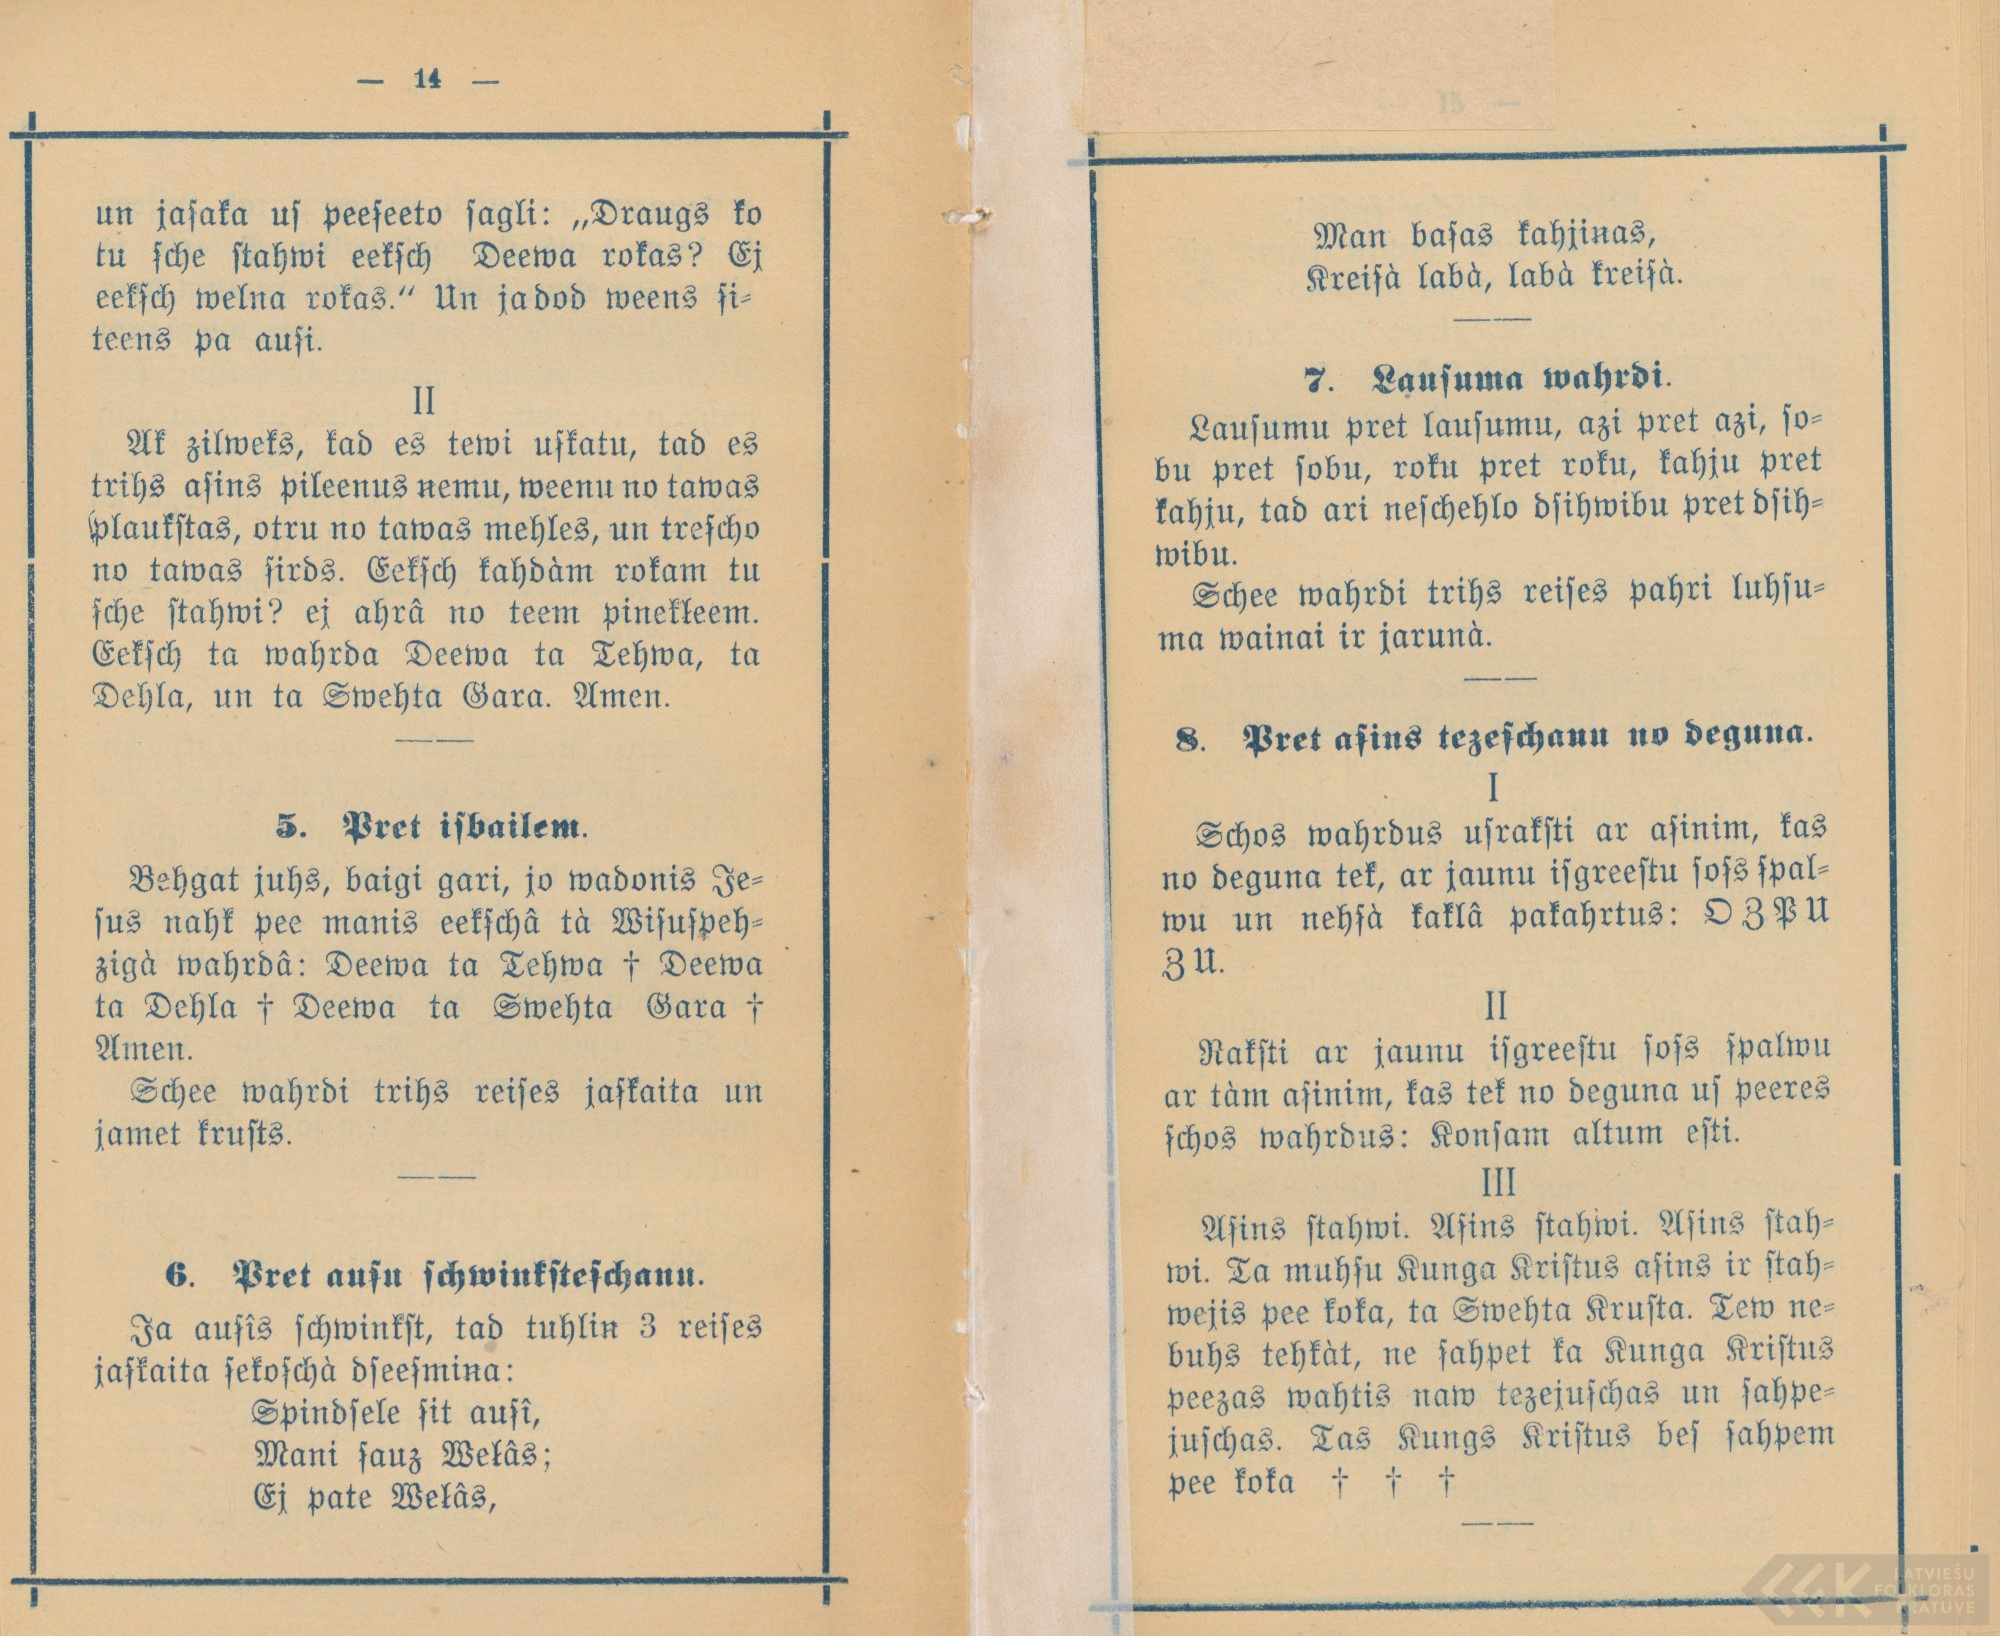 — 14 —
un jaſaka uſ peeſeeto ſagli: „Draugs ko
tu ſche ſtahwi eekſch Deewa rokas? Ej
eekſch welna rokas.“ Un jadod weens ſi-
teens pa auſi.
II
Ak zilweks, kad es tewi uſkatu, tad es
trihs aſins pileenus nemu, weenu no tawas
plaukſtas, otru no tawas mehles, un treſcho
no tawas ſirds. Eekſch kahdàm rokam tu
ſche ſtahwi? ej ahrâ no teem pinekłeem.
Eekſch ta wahrda Deewa ta Tehwa, ta
Dehla, un ta Swehta Gara. Amen.
5. Pret iſbailem.
Behgat juhs, baigi gari, jo wadonis Je-
ſus nahk pee manis eekſchâ tà Wiſuſpeh-
zigà wahrdâ: Deewa ta Tehwa † Deewa
ta Dehla † Deewa ta Swehta Gara †
Amen.
Schee wahrdi trihs reiſes jaſkaita un
jamet kruſts.
6. Pret auſu ſchwinkſteſchanu.
Ja auſîs ſchwinkſt, tad tuhlin 3 reiſes
jaſkaita ſekoſchà dſeeſmina:
Spindſele ſit auſî,
Mani ſauz Wełâs;
Ej pate Wełâs,
— 15 —
Man baſas kahjinas,
Kreiſà labà, labà kreiſà.
7. Lauſuma wahrdi.
Lauſumu pret lauſumu, azi pret azi, ſo-
bu pret ſobu, roku pret roku, kahju pret
kahju, tad ari neſchehlo dſihwibu pret dſih-
wibu.
Schee wahrdi trihs reiſes pahri luhſu-
ma wainai ir jarunà.
8. Pret aſins tezeſchanu no deguna.
I
Schos wahrdus uſrakſti ar aſinim, kas
no deguna tek, ar jaunu iſgreeſtu ſoſs ſpal-
wu un nehſà kaklâ pakahrtus: O Z P U
Z U.
II
Rakſti ar jaunu iſgreeſtu ſoſs ſpalwu
ar tàm aſinim, kas tek no deguna uſ peeres
ſchos wahrdus: Konſam altum eſti.
III
Aſins ſtahwi. Aſins ſtahwi. Aſins ſtah-
wi. Ta muhſu Kunga Kriſtus aſins ir ſtah-
wejis pee koka, ta Swehta Kruſta. Tew ne-
buhs tehkàt, ne ſahpet ka Kunga Kriſtus
peezas wahtis naw tezejuſchas un ſahpe-
juſchas. Tas Kungs Kriſtus beſ ſahpem
pee koka † † †
LATVIEŠU
FOLKLORAS
KRATUVE